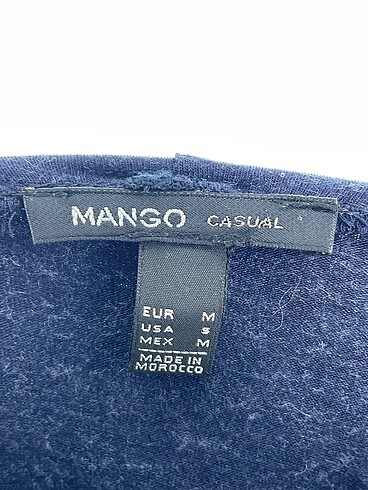 MANGO CASUAL
EUR M
USA S
MEX M
MADE IN
MOROCCO